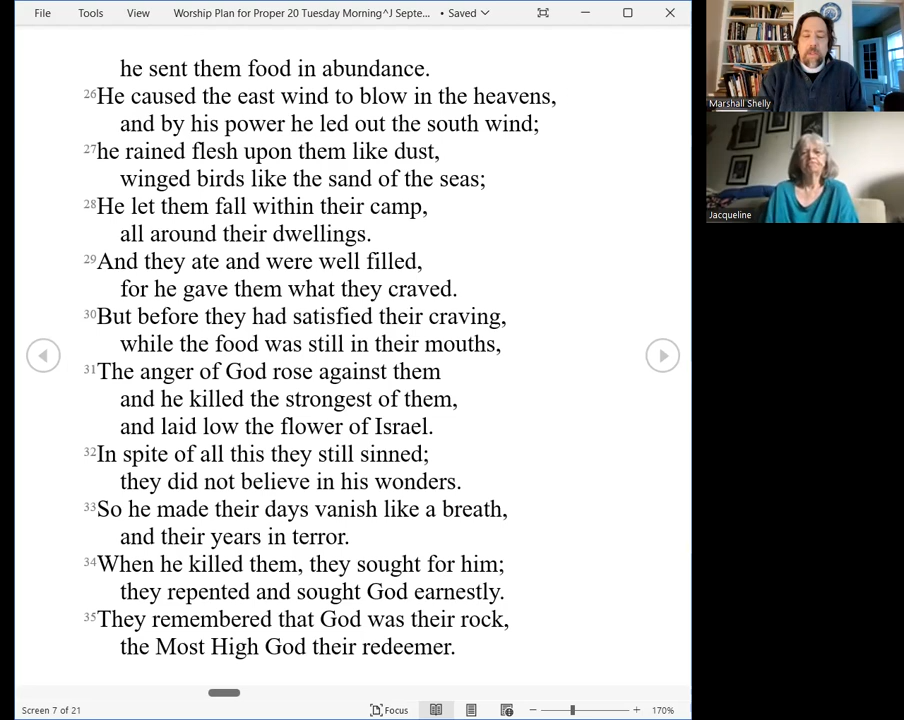 File
Tools
Worship Plan for Proper 20 Tuesday Morning^J Septe... • Saved
he sent them food in abundance.
26He caused the east wind to blow in the heavens,
and by his power he led out the south wind;
27he rained flesh upon them like dust,
winged birds like the sand of the seas;
28He let them fall within their camp,
all around their dwellings.
29And they ate and were well filled,
for he gave them what they craved.
30But before they had satisfied their craving,
while the food was still in their mouths,
31The anger of God rose against them
and he killed the strongest of them,
and laid low the flower of Israel.
32In spite of all this they still sinned;
they did not believe in his wonders.
33So he made their days vanish like a breath,
and their years in terror.
34When he killed them, they sought for him;
they repented and sought God earnestly.
35They remembered that God was their rock,
the Most High God their redeemer.
Screen 7 of 21
Focus
170%
Marshall Shelly
Jacqueline